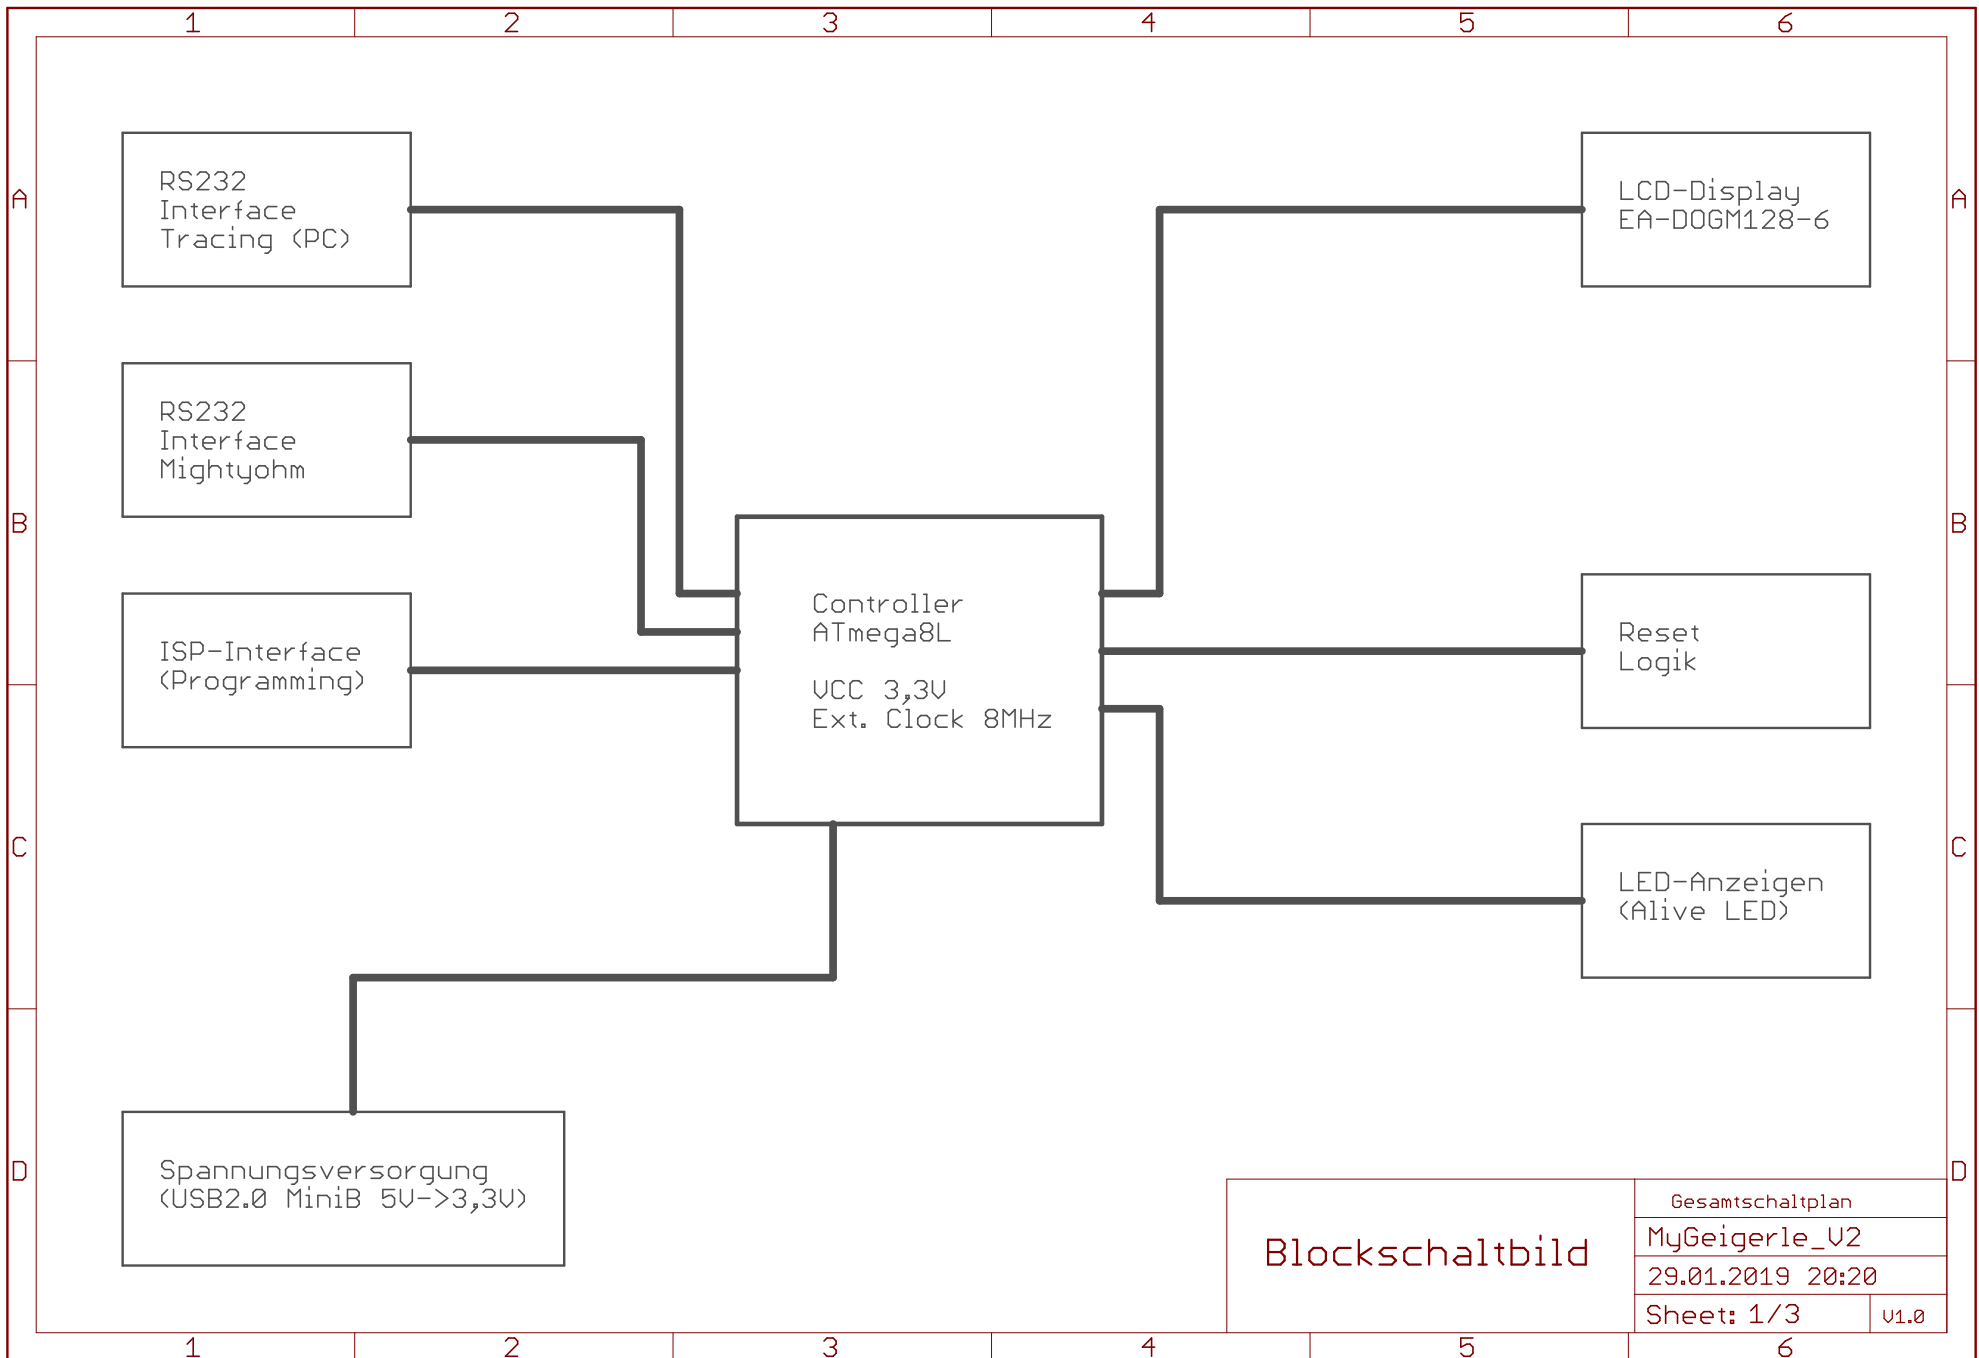 1 2 3 4 5 6
A A
RS232
Interface
Tracing (PC)
LCD-Display
EA-DOGM128-6
RS232
Interface
Mightyohm
B B
Controller
ATmega8L
VCC 3,3V
Ext. Clock 8MHz
ISP-Interface
(Programming)
Reset
Logik
C C
LED-Anzeigen
(Alive LED)
D D
Spannungsversorgung
(USB2.0 MiniB 5V->3,3V)
Blockschaltbild
Gesamtschaltplan
MyGeigerle_V2
29.01.2019 20:20
Sheet: 1/3
V1.0
1 2 3 4 5 6